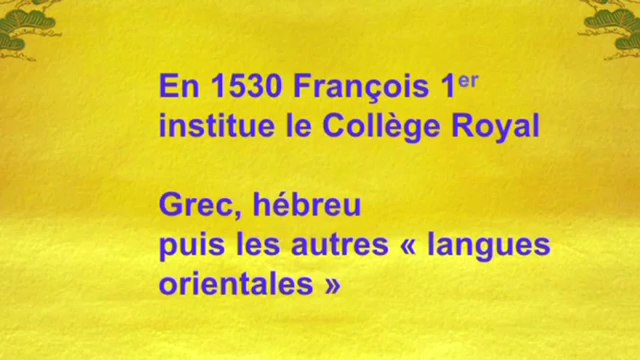 En 1530 François 1er
institue le Collège Royal
Grec, hébreu
puis les autres « langues
orientales »